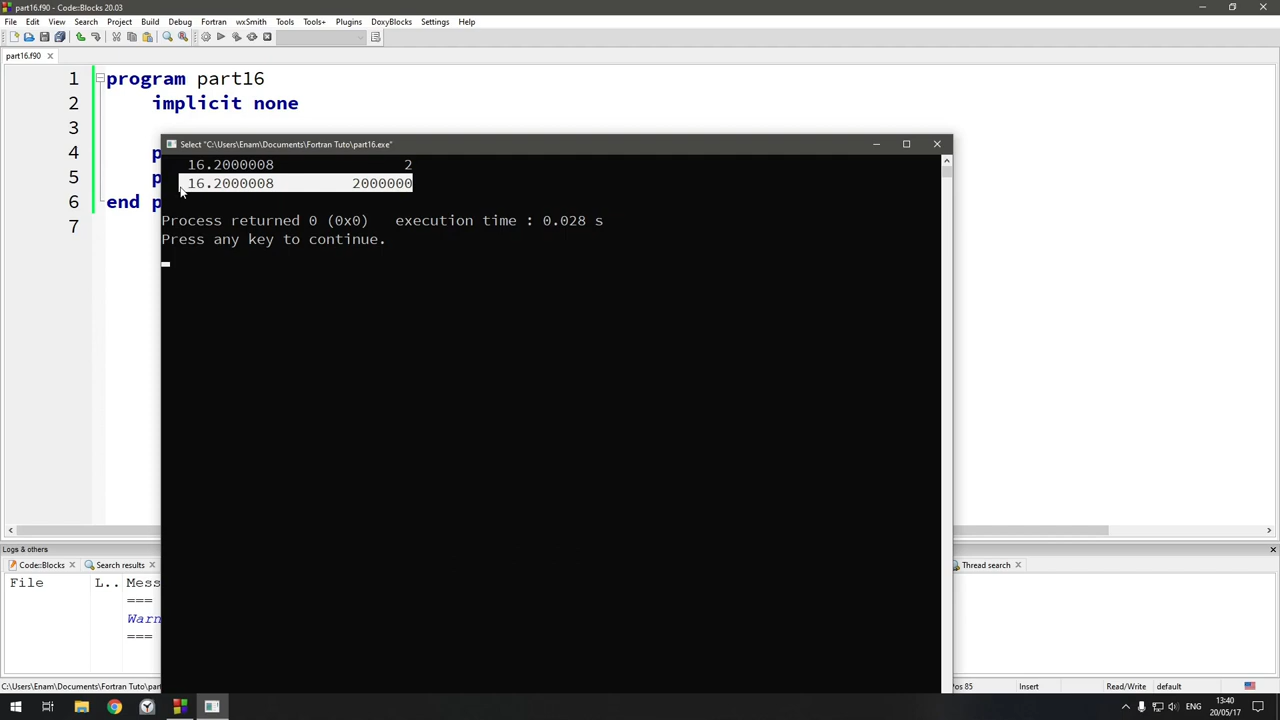 part16.f90 - Code::Blocks 20.03
File Edit View Search Project Build Debug Fortran wxSmith Tools Tools+ Plugins DoxyBlocks Settings Help
part16.f90
1 program part16
2 implicit none
3
4 p
5 p
6 end p
7
Select "C:\Users\Enam\Documents\Fortran Tuto\part16.exe"
16.2000008 2
16.2000008 2000000
Process returned 0 (0x0) execution time : 0.028 s
Press any key to continue.
Logs & others
Code::Blocks Search results Thread search
File L.. Mess
===
Warn
===
C:\Users\Enam\Documents\Fortran Tuto\part Pos 85 Insert Read/Write default
ENG 13:40
20/05/17